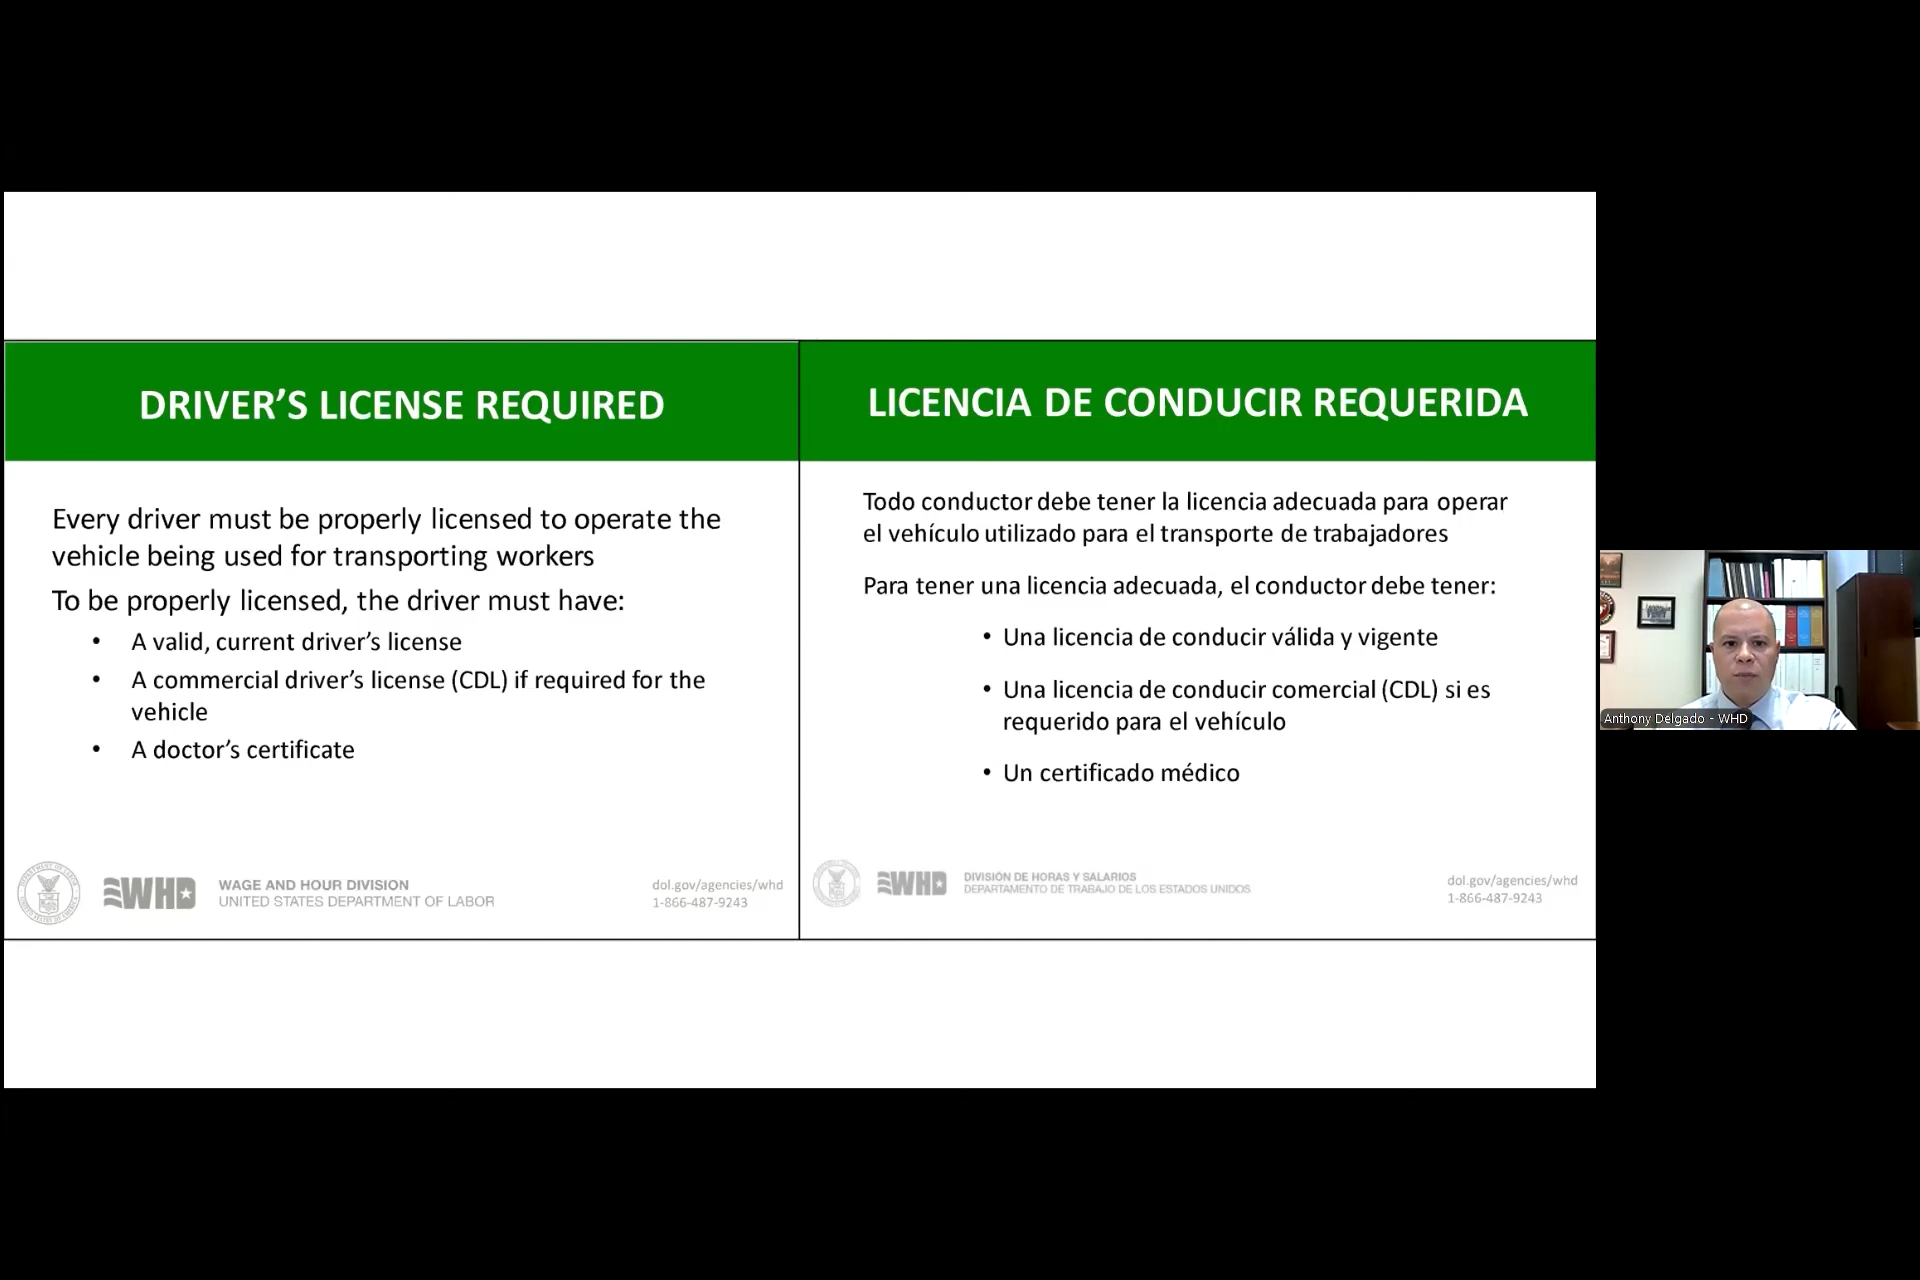 DRIVER’S LICENSE REQUIRED
Every driver must be properly licensed to operate the
vehicle being used for transporting workers
To be properly licensed, the driver must have:
• A valid, current driver’s license
• A commercial driver’s license (CDL) if required for the
vehicle
• A doctor’s certificate
WHD
WAGE AND HOUR DIVISION
UNITED STATES DEPARTMENT OF LABOR
dol.gov/agencies/whd
1-866-487-9243
LICENCIA DE CONDUCIR REQUERIDA
Todo conductor debe tener la licencia adecuada para operar
el vehículo utilizado para el transporte de trabajadores
Para tener una licencia adecuada, el conductor debe tener:
• Una licencia de conducir válida y vigente
• Una licencia de conducir comercial (CDL) si es
requerido para el vehículo
• Un certificado médico
WHD
DIVISIÓN DE HORAS Y SALARIOS
DEPARTAMENTO DE TRABAJO DE LOS ESTADOS UNIDOS
dol.gov/agencies/whd
1-866-487-9243
Anthony Delgado - WHD